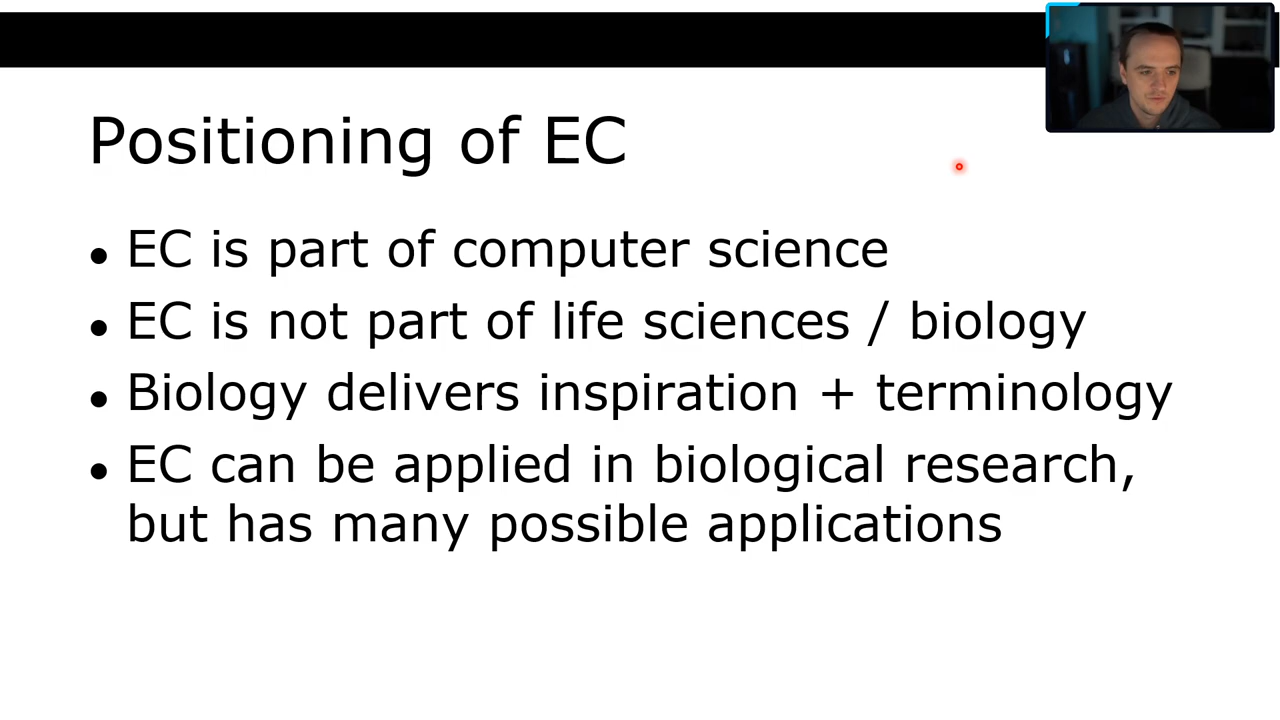 Positioning of EC
• EC is part of computer science
• EC is not part of life sciences / biology
• Biology delivers inspiration + terminology
• EC can be applied in biological research,
but has many possible applications